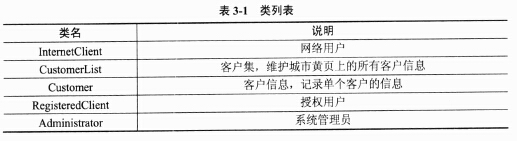 表 3-1 类列表
类名 说明
InternetClient 网络用户
CustomerList 客户集，维护城市黄页上的所有客户信息
Customer 客户信息，记录单个客户的信息
RegisteredClient 授权用户
Administrator 系统管理员